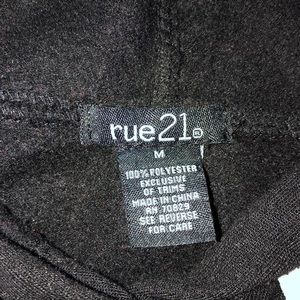 rue21®
M
100% POLYESTER
EXCLUSIVE
OF TRIMS
MADE IN CHINA
RN 70829
SEE REVERSE
FOR CARE